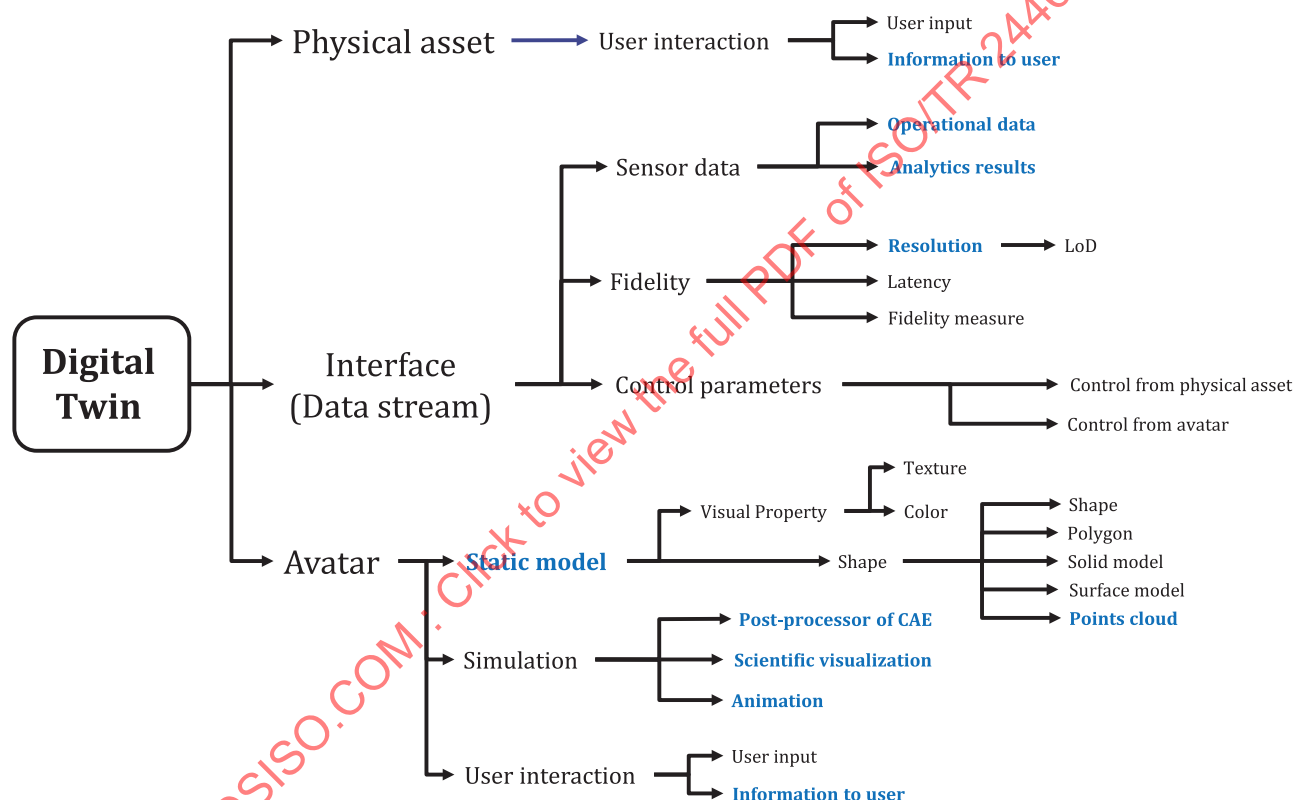 Physical asset
User interaction
User input
Information to user
Operational data
Sensor data
Analytics results
Resolution
LoD
Fidelity
Latency
Fidelity measure
Digital
Twin
Interface
(Data stream)
Control parameters
Control from physical asset
Control from avatar
Texture
Visual Property
Color
Shape
Polygon
Avatar
Static model
Shape
Solid model
Surface model
Points cloud
Post-processor of CAE
Simulation
Scientific visualization
Animation
User interaction
User input
Information to user
SISO.COM : Click to view the full PDF of ISO/TR 2446